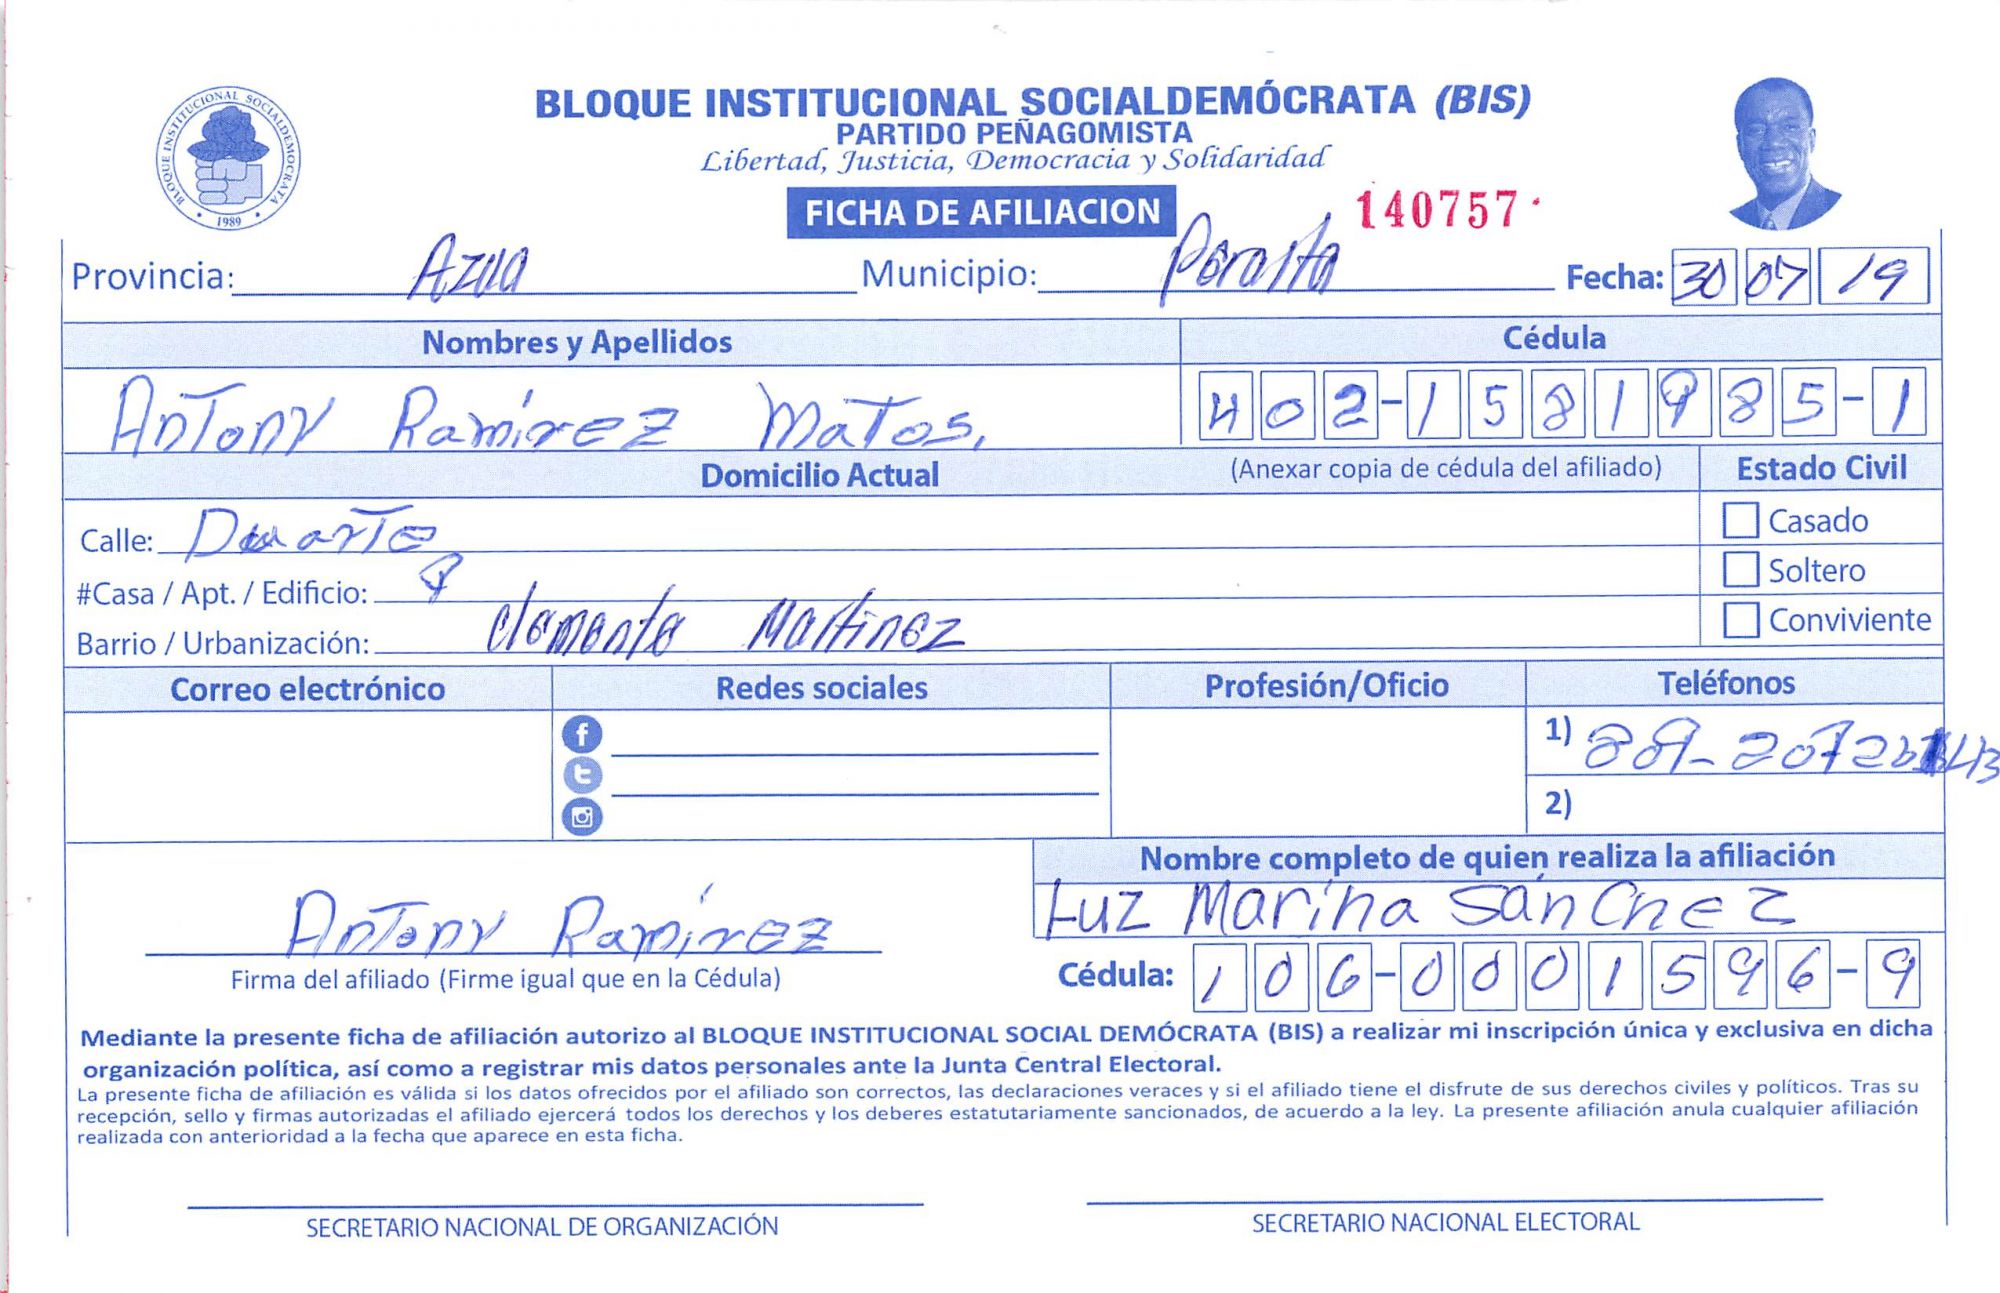 BLOQUE INSTITUCIONAL SOCIALDEMOCRATA
1989
BLOQUE INSTITUCIONAL SOCIALDEMÓCRATA (BIS)
PARTIDO PEÑAGOMISTA
Libertad, Justicia, Democracia y Solidaridad
FICHA DE AFILIACION 140757
Provincia: Azua Municipio: Peralta Fecha: 30 07 19
Nombres y Apellidos Cédula
Antony Ramírez Matos. 402-1581985-1
Domicilio Actual (Anexar copia de cédula del afiliado) Estado Civil
Calle: Duarte Casado
#Casa / Apt. / Edificio: Soltero
Barrio / Urbanización: Clemente Martinez Conviviente
Correo electrónico Redes sociales Profesión/Oficio Teléfonos
1)
2)
Nombre completo de quien realiza la afiliación
Luz Marina Sánchez
Antony Ramírez
Firma del afiliado (Firme igual que en la Cédula) Cédula: 106-0001596-9
Mediante la presente ficha de afiliación autorizo al BLOQUE INSTITUCIONAL SOCIAL DEMÓCRATA (BIS) a realizar mi inscripción única y exclusiva en dicha
organización política, así como a registrar mis datos personales ante la Junta Central Electoral.
La presente ficha de afiliación es válida si los datos ofrecidos por el afiliado son correctos, las declaraciones veraces y si el afiliado tiene el disfrute de sus derechos civiles y políticos. Tras su
recepción, sello y firmas autorizadas el afiliado ejercerá todos los derechos y los deberes estatutariamente sancionados, de acuerdo a la ley. La presente afiliación anula cualquier afiliación
realizada con anterioridad a la fecha que aparece en esta ficha.
SECRETARIO NACIONAL DE ORGANIZACIÓN SECRETARIO NACIONAL ELECTORAL